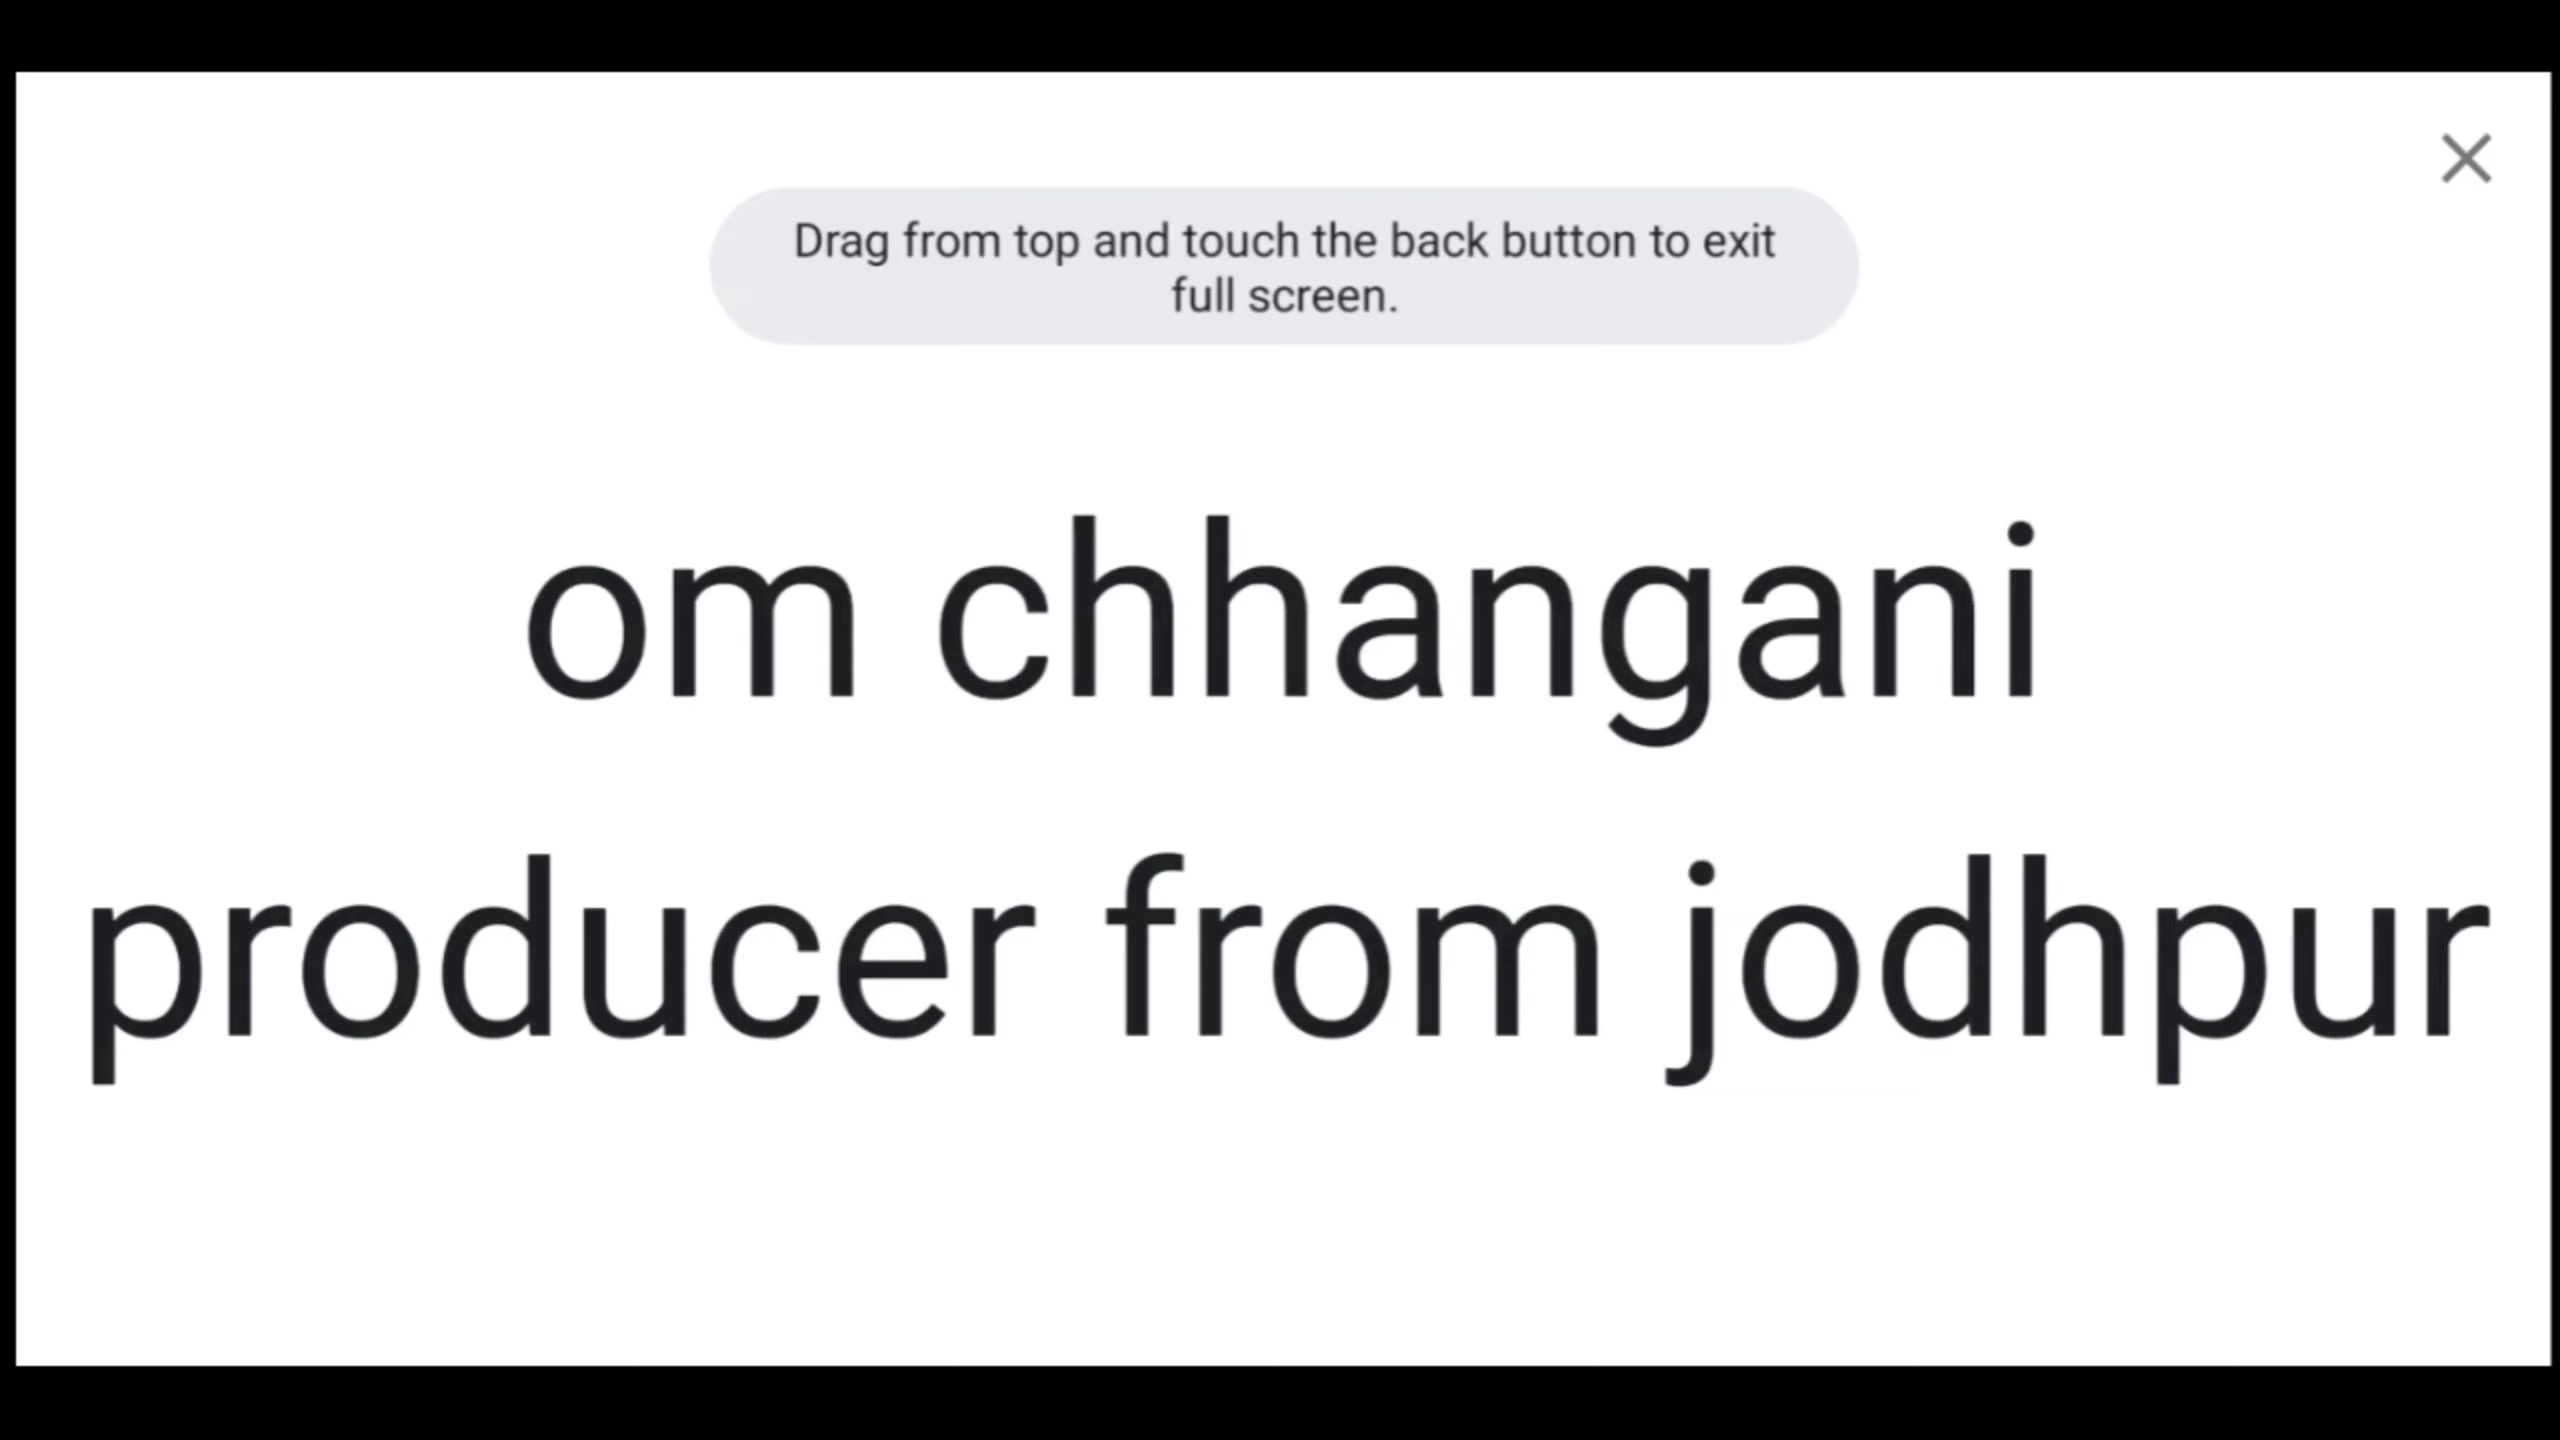 Drag from top and touch the back button to exit
full screen.
om chhangani
producer from jodhpur